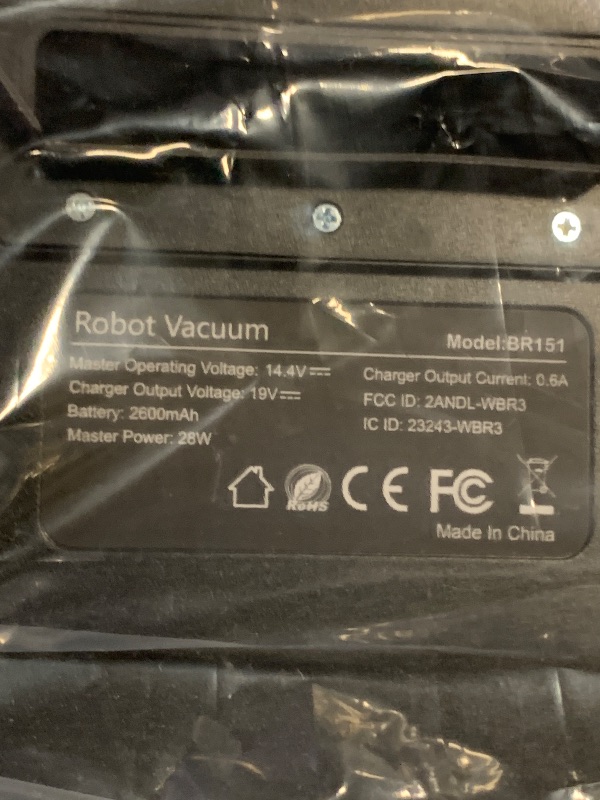 Robot Vacuum
Model:BR151
Master Operating Voltage: 14.4V⎓
Charger Output Voltage: 19V⎓
Battery: 2600mAh
Master Power: 28W
Charger Output Current: 0.6A
FCC ID: 2ANDL-WBR3
IC ID: 23243-WBR3
RoHS CE FC
Made In China